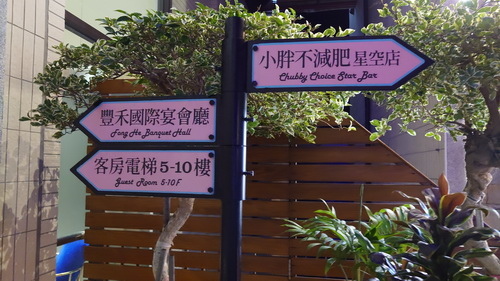 小胖不減肥 星空店
Chubby Choice Star Bar
豐禾國際宴會廳
Fong He Banquet Hall
客房電梯5-10樓
Guest Room 5-10F